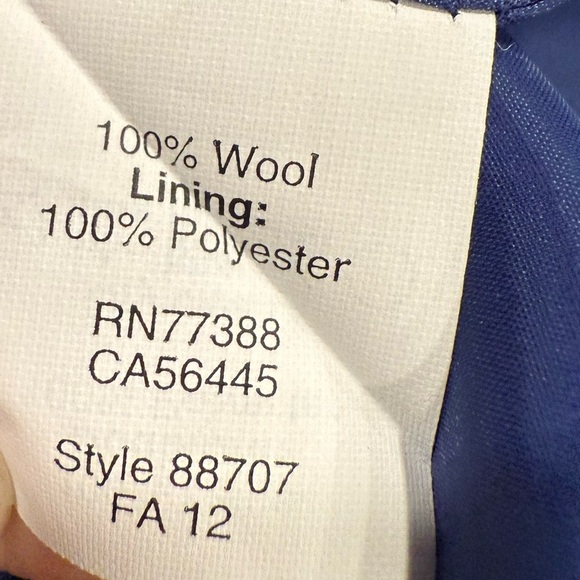 100% Wool
Lining:
100% Polyester
RN77388
CA56445
Style 88707
FA 12